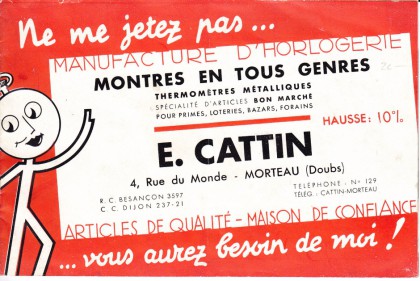 Ne me jetez pas...
MANUFACTURE D'HORLOGERIE
MONTRES EN TOUS GENRES
THERMOMÈTRES MÉTALLIQUES
SPÉCIALITÉ D'ARTICLES BON MARCHÉ
POUR PRIMES, LOTERIES, BAZARS, FORAINS
HAUSSE: 10%
E. CATTIN
4, Rue du Monde - MORTEAU (Doubs)
R. C. BESANÇON 3597
C. C. DIJON 237-21
TÉLÉPHONE - No 129
TÉLÉG.: CATTIN-MORTEAU
ARTICLES DE QUALITÉ - MAISON DE CONFIANCE
...vous aurez besoin de moi!